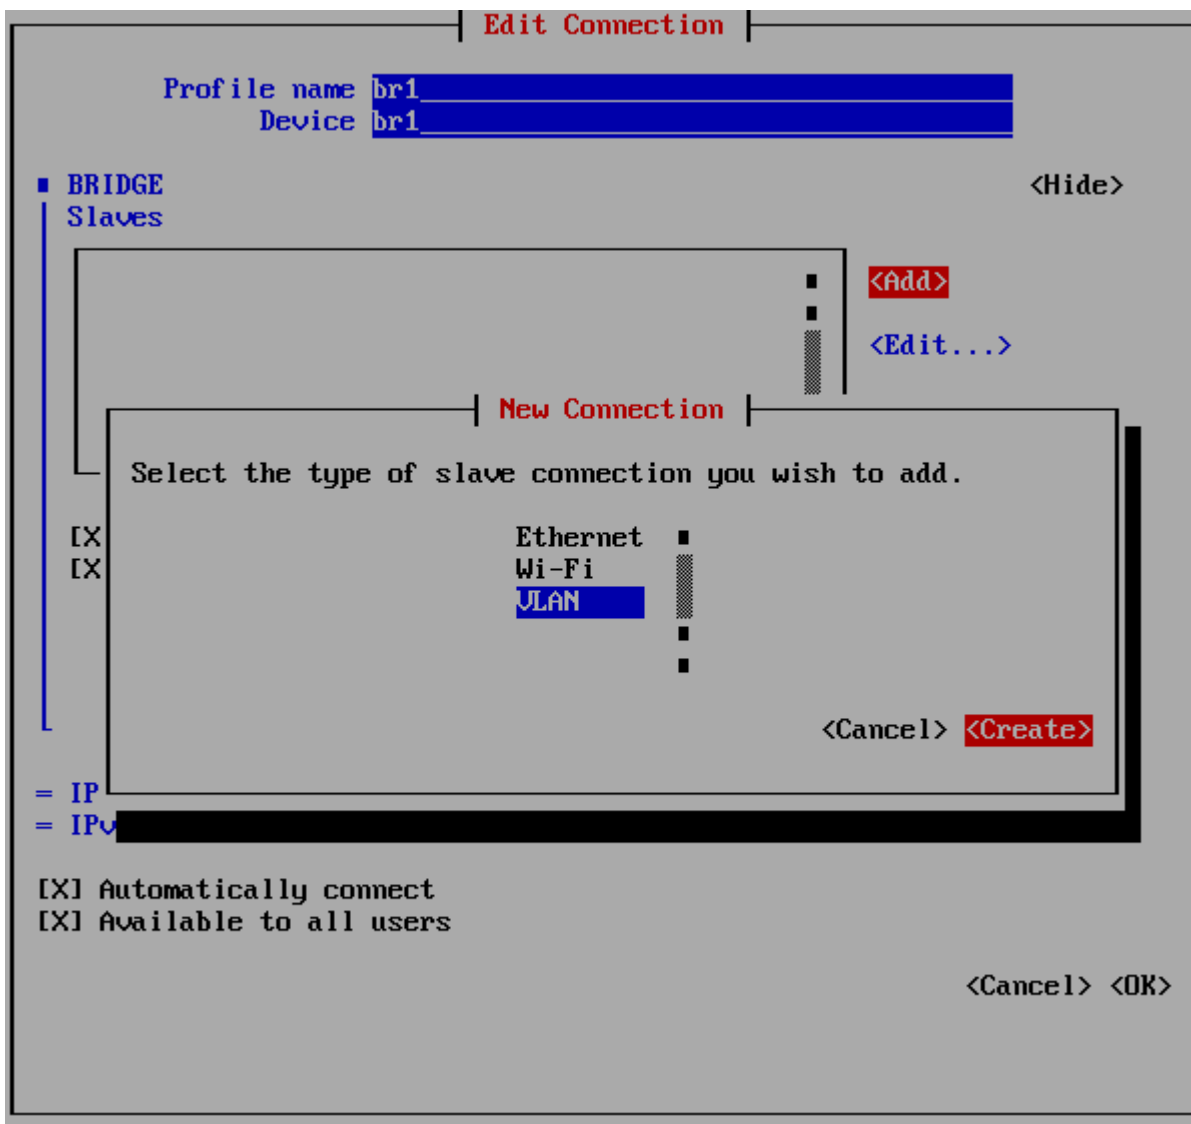 Edit Connection
Profile name br1
Device br1
BRIDGE <Hide>
Slaves
<Add>
<Edit...>
New Connection
Select the type of slave connection you wish to add.
[X
Ethernet
[X
Wi-Fi
VLAN
<Cancel> <Create>
= IP
= IPv
[X] Automatically connect
[X] Available to all users
<Cancel> <OK>